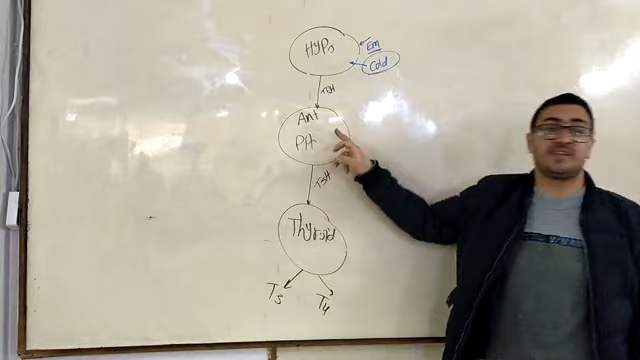 Hypo
Em
Cold
TRH
Ant
Pit
TSH
Thyroid
T3
T4